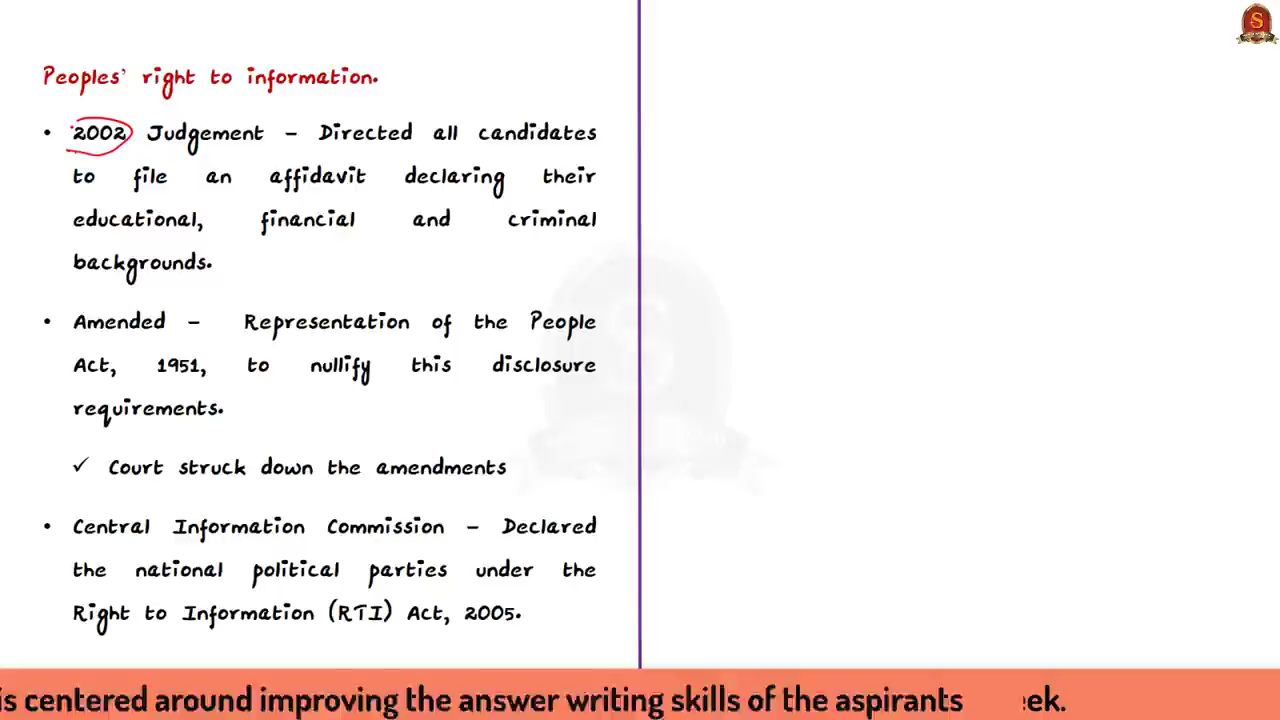 Peoples' right to information.
• 2002 Judgement – Directed all candidates
to file an affidavit declaring their
educational, financial and criminal
backgrounds.
• Amended – Representation of the People
Act, 1951, to nullify this disclosure
requirements.
✓ Court struck down the amendments
• Central Information Commission – Declared
the national political parties under the
Right to Information (RTI) Act, 2005.
is centered around improving the answer writing skills of the aspirants eek.